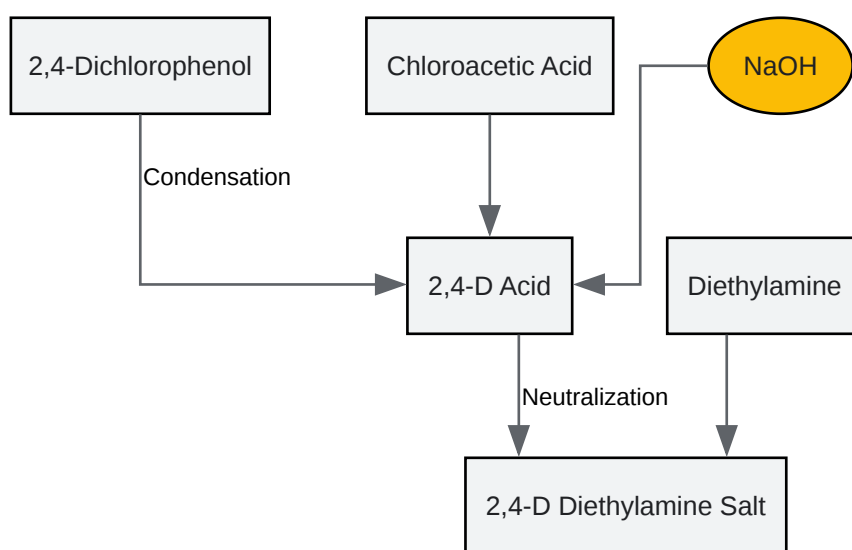 2,4-Dichlorophenol
Chloroacetic Acid
NaOH
Condensation
2,4-D Acid
Diethylamine
Neutralization
2,4-D Diethylamine Salt